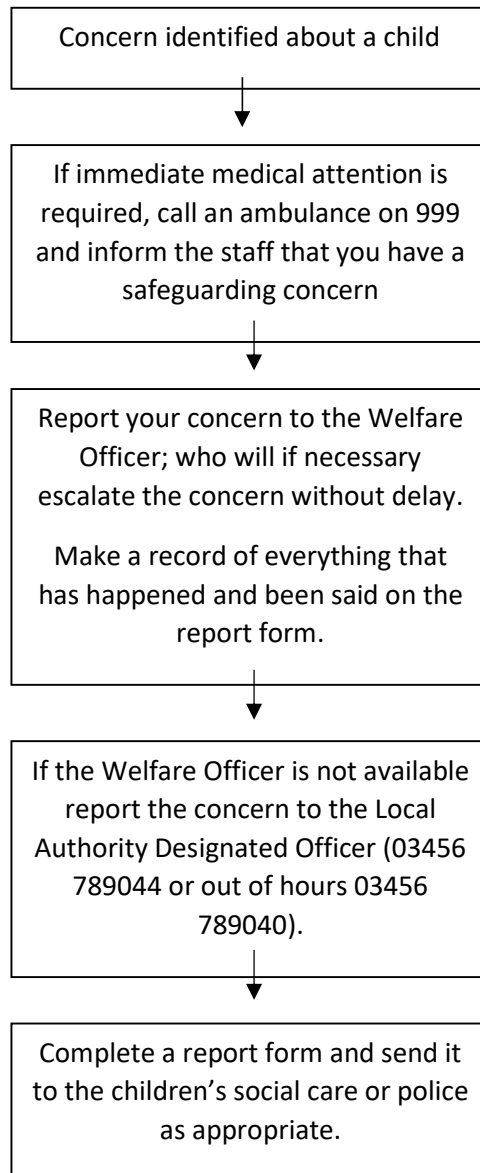 Concern identified about a child
If immediate medical attention is
required, call an ambulance on 999
and inform the staff that you have a
safeguarding concern
Report your concern to the Welfare
Officer; who will if necessary
escalate the concern without delay.
Make a record of everything that
has happened and been said on the
report form.
If the Welfare Officer is not available
report the concern to the Local
Authority Designated Officer (03456
789044 or out of hours 03456
789040).
Complete a report form and send it
to the children’s social care or police
as appropriate.